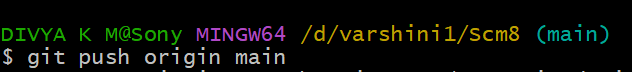 DIVYA K M@Sony MINGW64 /d/varshini1/Scm8 (main)
$ git push origin main